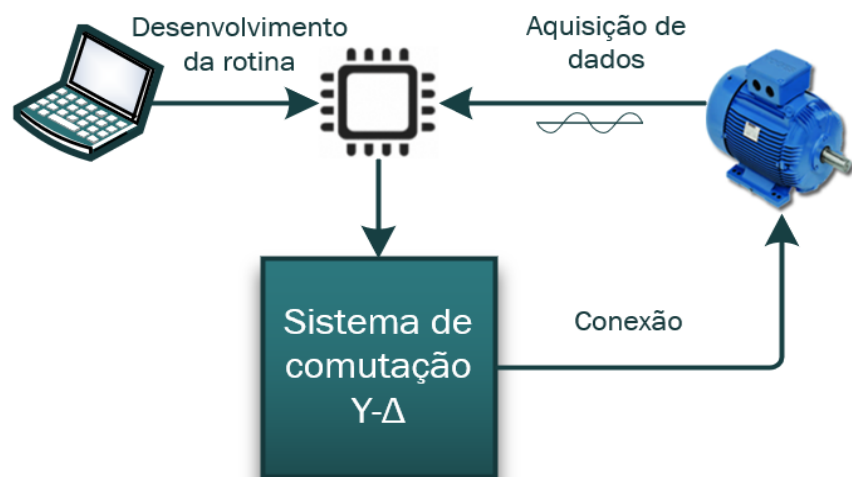 Desenvolvimento
da rotina
Aquisição de
dados
Sistema de
comutação
Y-Δ
Conexão